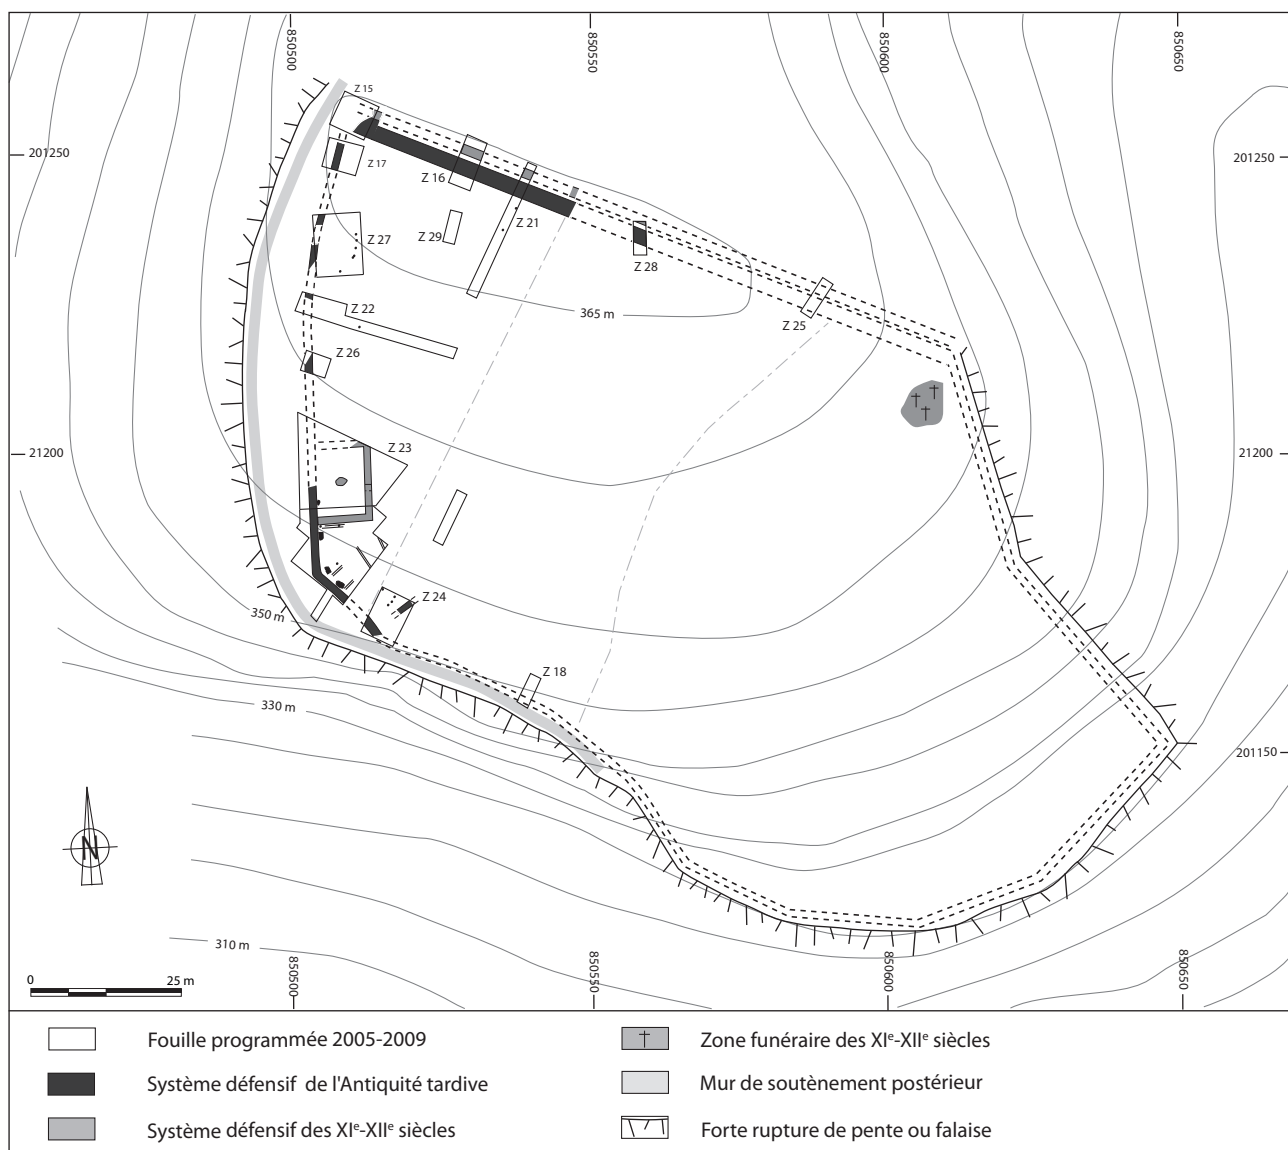 850500
850550
850600
850650
Z 15
201250
201250
Z 17
Z 16
Z 21
Z 29
Z 27
Z 28
Z 22
365 m
Z 25
Z 26
Z 23
21200
21200
Z 24
350 m
Z 18
330 m
201150
N
310 m
850500
850550
850600
850650
0 25 m
Fouille programmée 2005-2009
Système défensif de l'Antiquité tardive
Système défensif des XIe-XIIe siècles
Zone funéraire des XIe-XIIe siècles
Mur de soutènement postérieur
Forte rupture de pente ou falaise